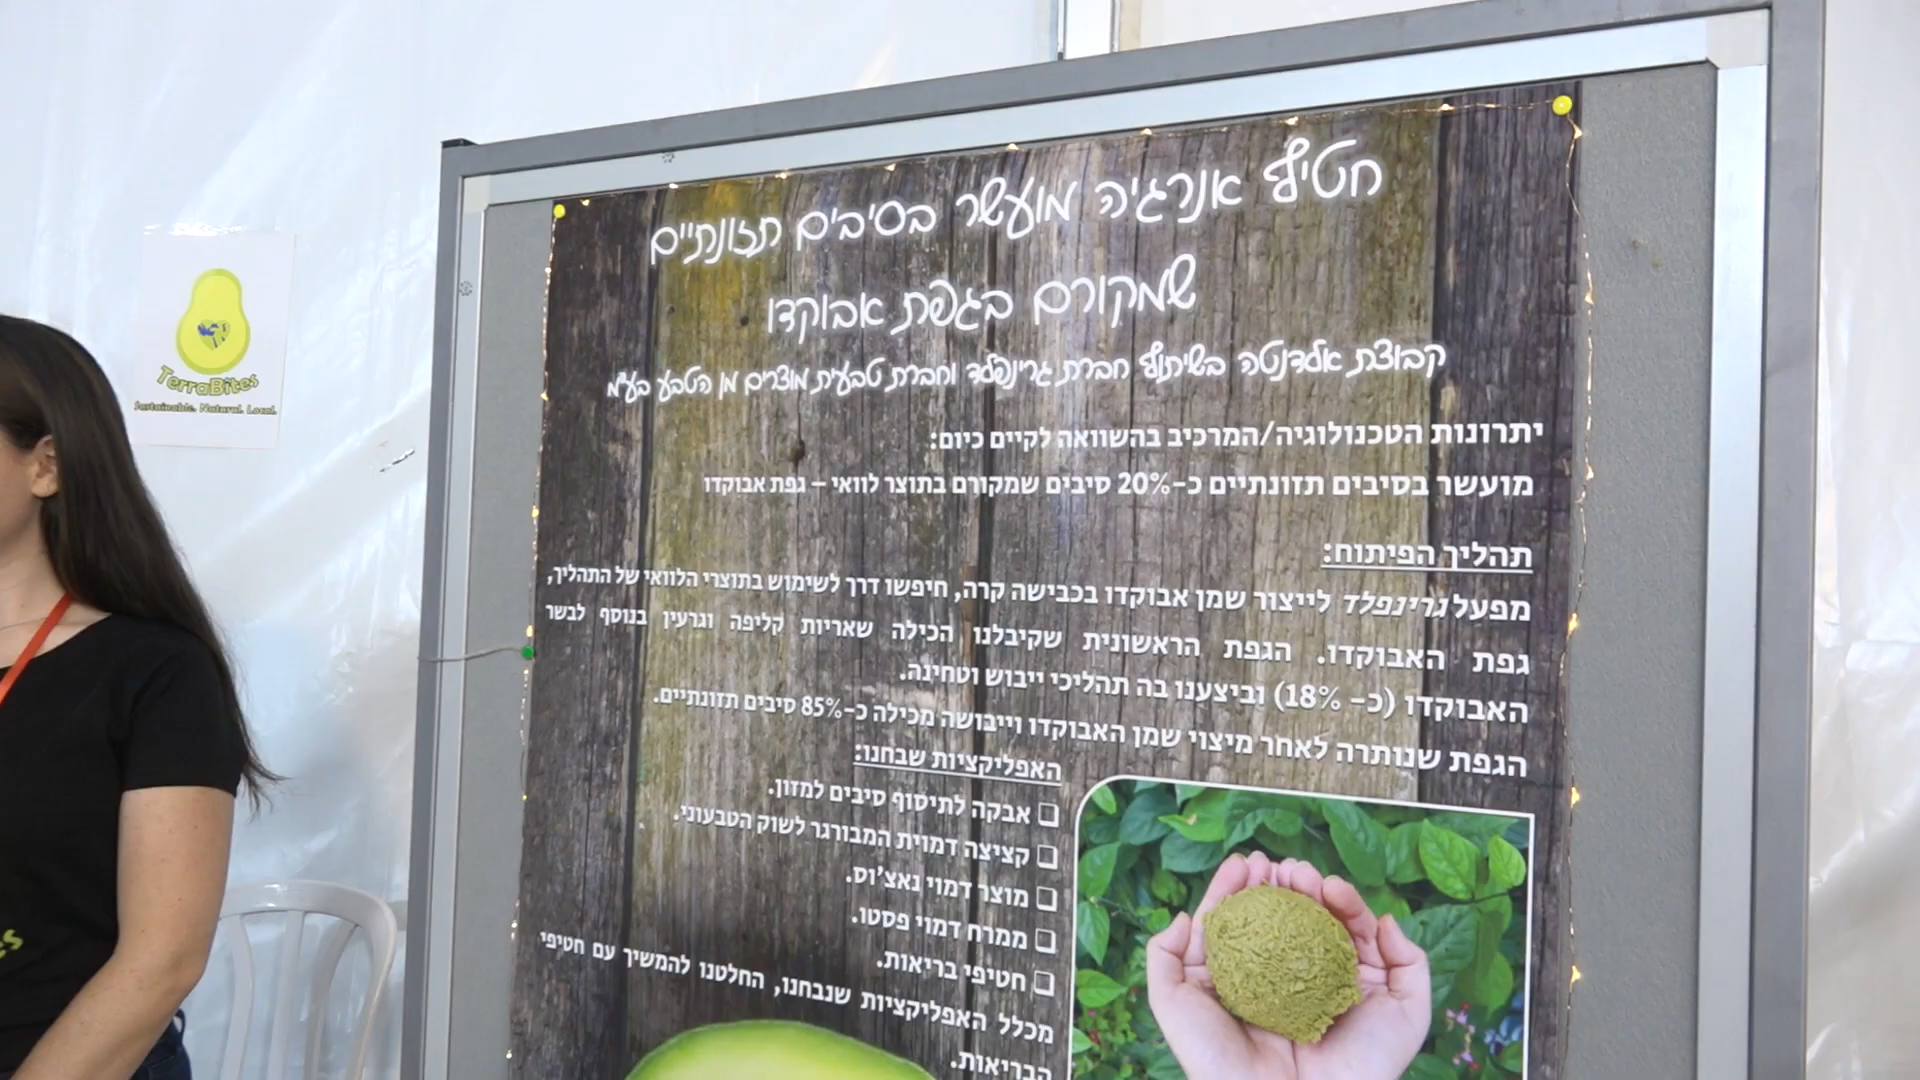 חטיף אנרגיה מועשר בסיבים תזונתיים
שמקורם בגפת אבוקדו
קבוצת אלדנטה בשיתוף חברת גרינפלד וחברת טבעית מוצרים מן הטבע בע"מ
יתרונות הטכנולוגיה/המרכיב בהשוואה לקיים כיום:
מועשר בסיבים תזונתיים כ-20% סיבים שמקורם בתוצר לוואי – גפת אבוקדו
תהליך הפיתוח:
מפעל גרינפלד לייצור שמן אבוקדו בכבישה קרה, חיפשו דרך לשימוש בתוצרי הלוואי של התהליך,
גפת האבוקדו. הגפת הראשונית שקיבלנו הכילה שאריות קליפה וגרעין בנוסף לבשר
האבוקדו (כ- 18%) וביצענו בה תהליכי ייבוש וטחינה.
הגפת שנותרה לאחר מיצוי שמן האבוקדו וייבושה מכילה כ-85% סיבים תזונתיים.
האפליקציות שבחנו:
❑ אבקה לתיסוף סיבים למזון.
❑ קציצה דמוית המבורגר לשוק הטבעוני.
❑ מוצר דמוי נאצ'וס.
❑ ממרח דמוי פסטו.
❑ חטיפי בריאות.
מכלל האפליקציות שנבחנו, החלטנו להמשיך עם חטיפי
הבריאות.
TerraBites
Sustainable. Natural. Local.